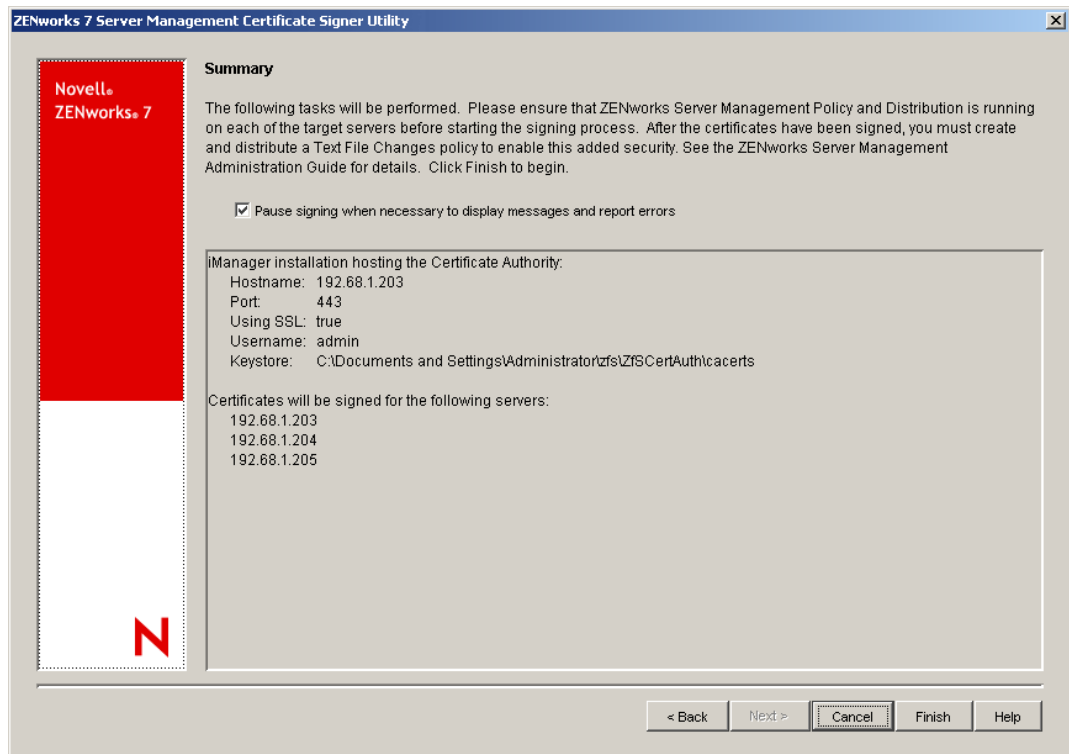 ZENworks 7 Server Management Certificate Signer Utility
Novell®
ZENworks® 7
Summary
The following tasks will be performed. Please ensure that ZENworks Server Management Policy and Distribution is running
on each of the target servers before starting the signing process. After the certificates have been signed, you must create
and distribute a Text File Changes policy to enable this added security. See the ZENworks Server Management
Administration Guide for details. Click Finish to begin.
Pause signing when necessary to display messages and report errors
iManager installation hosting the Certificate Authority:
Hostname: 192.68.1.203
Port: 443
Using SSL: true
Username: admin
Keystore: C:\Documents and Settings\Administrator\zfs\ZfSCertAuth\cacerts
Certificates will be signed for the following servers:
192.68.1.203
192.68.1.204
192.68.1.205
N
< Back Next > Cancel Finish Help